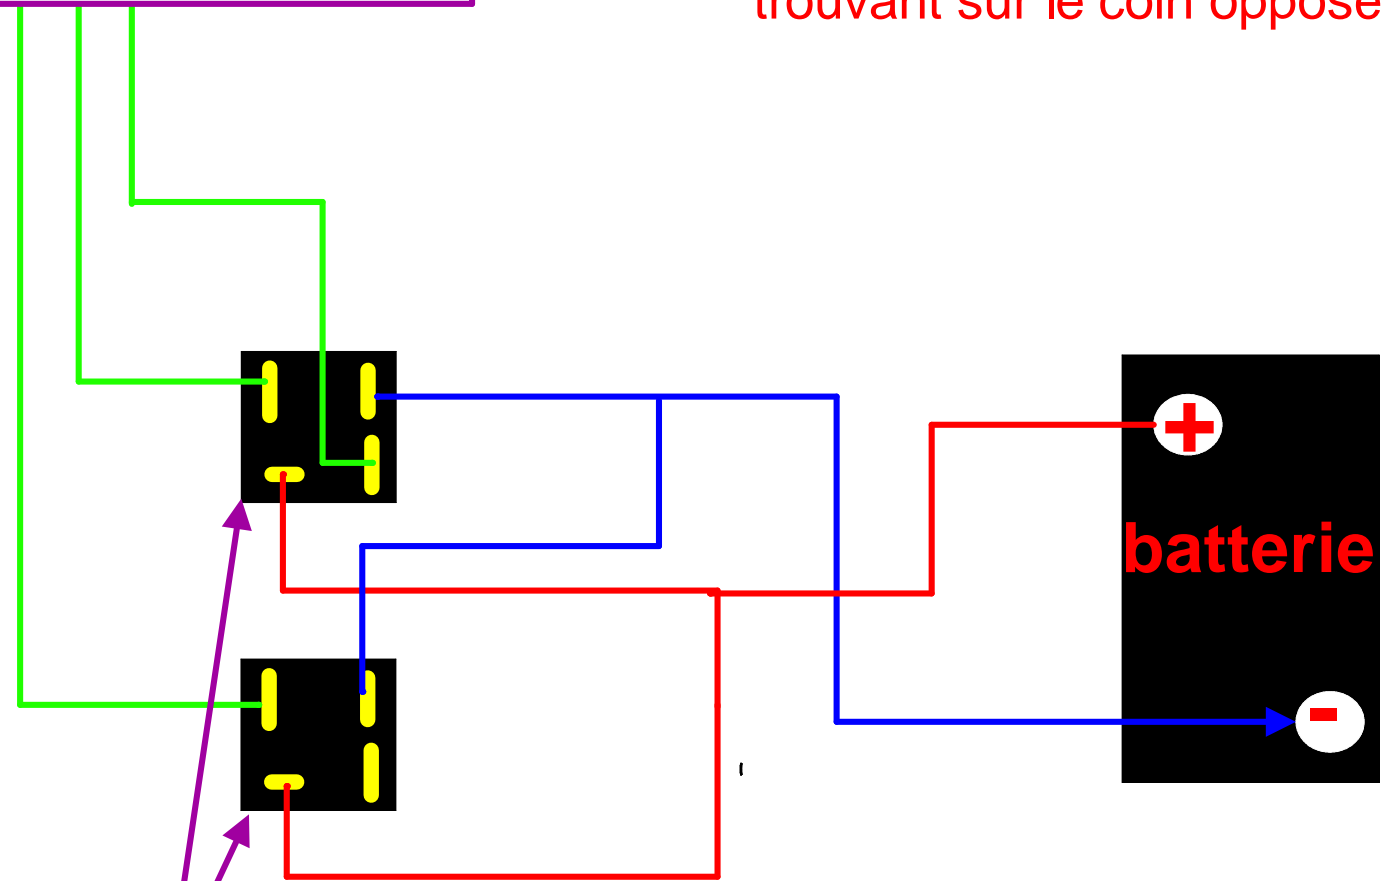 trouvant sur le coin opposé
+
batterie
-